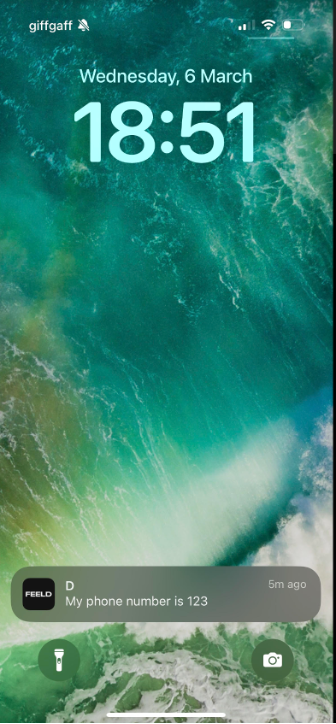 giffgaff
Wednesday, 6 March
18:51
FEELD
D
5m ago
My phone number is 123